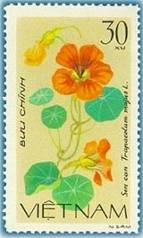 30
XU
BƯU CHÍNH
Sen cạn Tropaeolum majus L.
VIỆTNAM